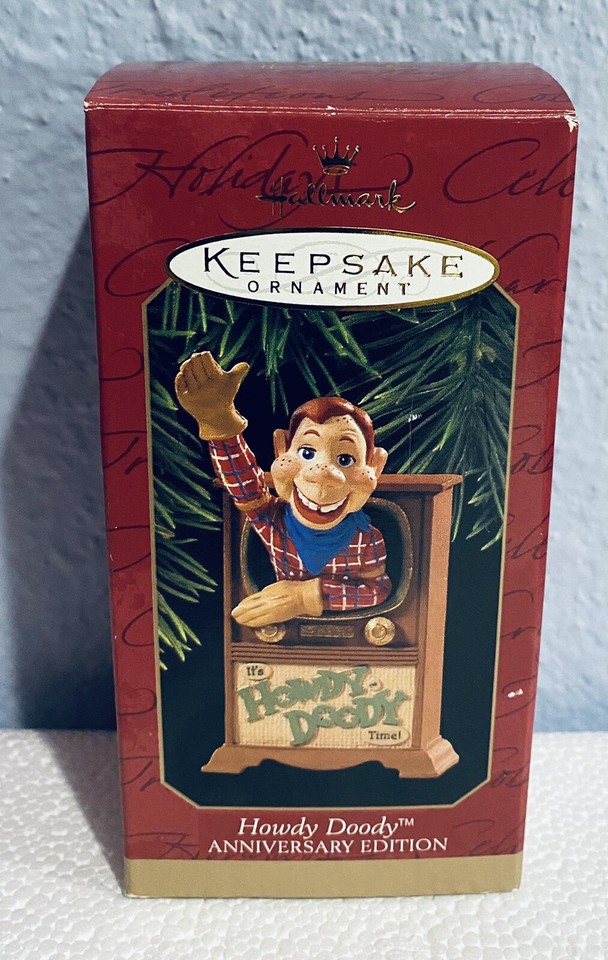 Hallmark
KEEPSAKE
ORNAMENT
It's
HOWDY-
DOODY
Time!
Howdy Doody™
ANNIVERSARY EDITION